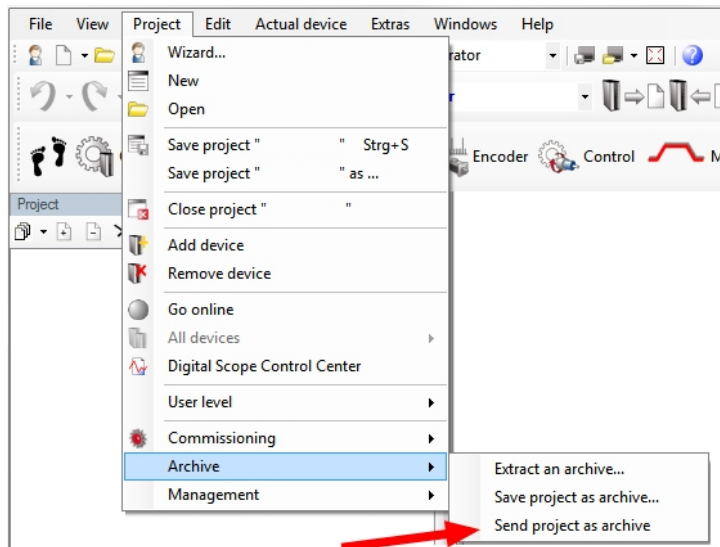 File View Project Edit Actual device Extras Windows Help
Wizard...
New
Open
Save project " " Strg+S
Save project " " as ...
Close project " "
Add device
Remove device
Go online
All devices
Digital Scope Control Center
User level
Commissioning
Archive
Management
Extract an archive...
Save project as archive...
Send project as archive
rator
r
Encoder Control M
Project